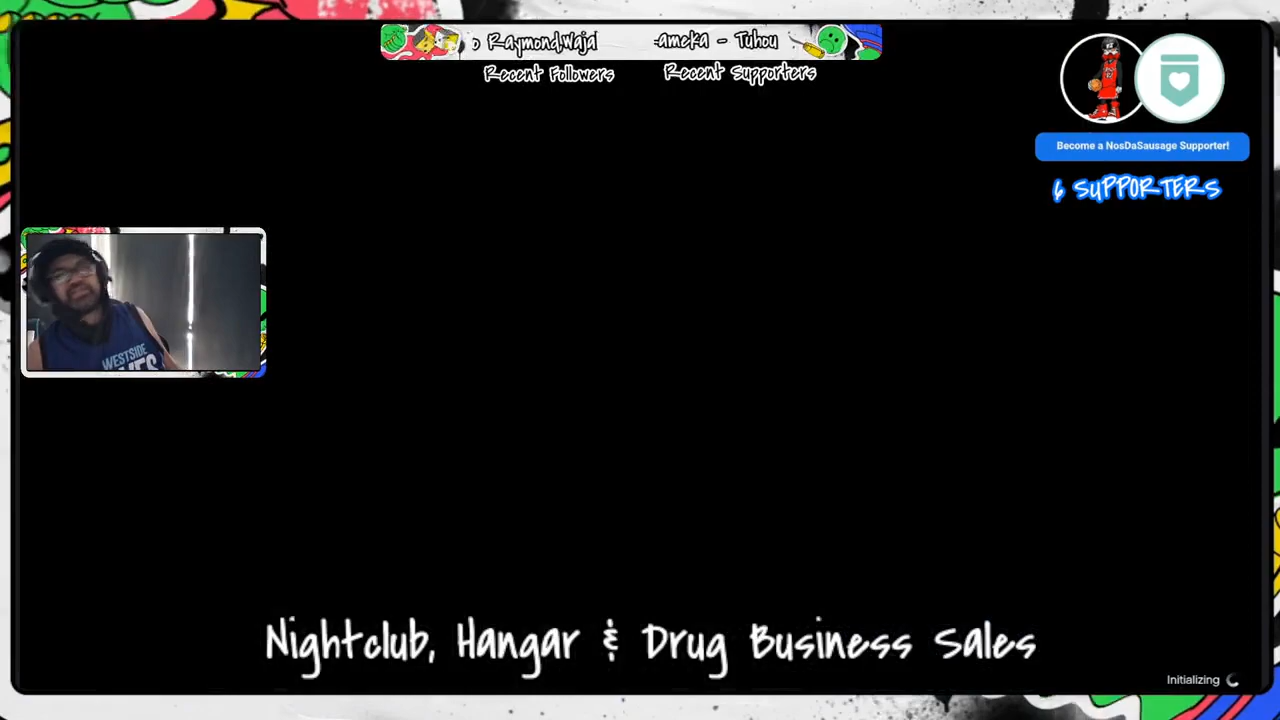 Raymond.Waja
-ameka - Tuhou
Recent Followers
Recent Supporters
Become a NosDaSausage Supporter!
6 SUPPORTERS
WESTSIDE
Nightclub, Hangar & Drug Business Sales
Initializing